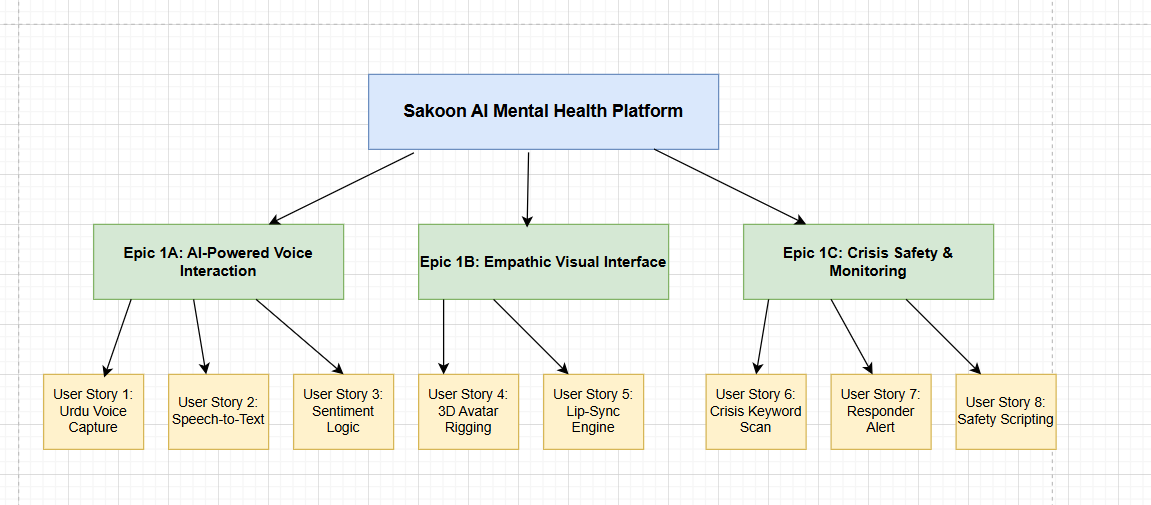 Sakoon AI Mental Health Platform
Epic 1A: AI-Powered Voice
Interaction
Epic 1B: Empathic Visual Interface
Epic 1C: Crisis Safety &
Monitoring
User Story 1:
Urdu Voice
Capture
User Story 2:
Speech-to-Text
User Story 3:
Sentiment
Logic
User Story 4:
3D Avatar
Rigging
User Story 5:
Lip-Sync
Engine
User Story 6:
Crisis Keyword
Scan
User Story 7:
Responder
Alert
User Story 8:
Safety Scripting